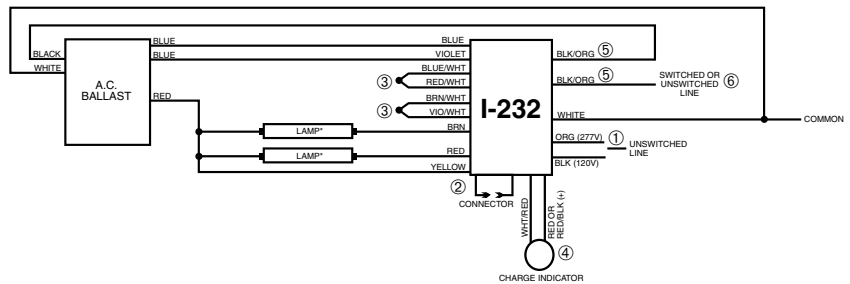 BLACK
WHITE
A.C.
BALLAST
BLUE
BLUE
RED
BLUE
VIOLET
BLUE/WHT
③
RED/WHT
BRN/WHT
③
VIO/WHT
BRN
LAMP*
RED
LAMP*
YELLOW
I-232
BLK/ORG ⑤
BLK/ORG ⑤
SWITCHED OR
UNSWITCHED ⑥
LINE
WHITE
COMMON
ORG (277V) ①
UNSWITCHED
LINE
BLK (120V)
②
CONNECTOR
WHT/RED
RED OR
RED/BLK (+)
④
CHARGE INDICATOR